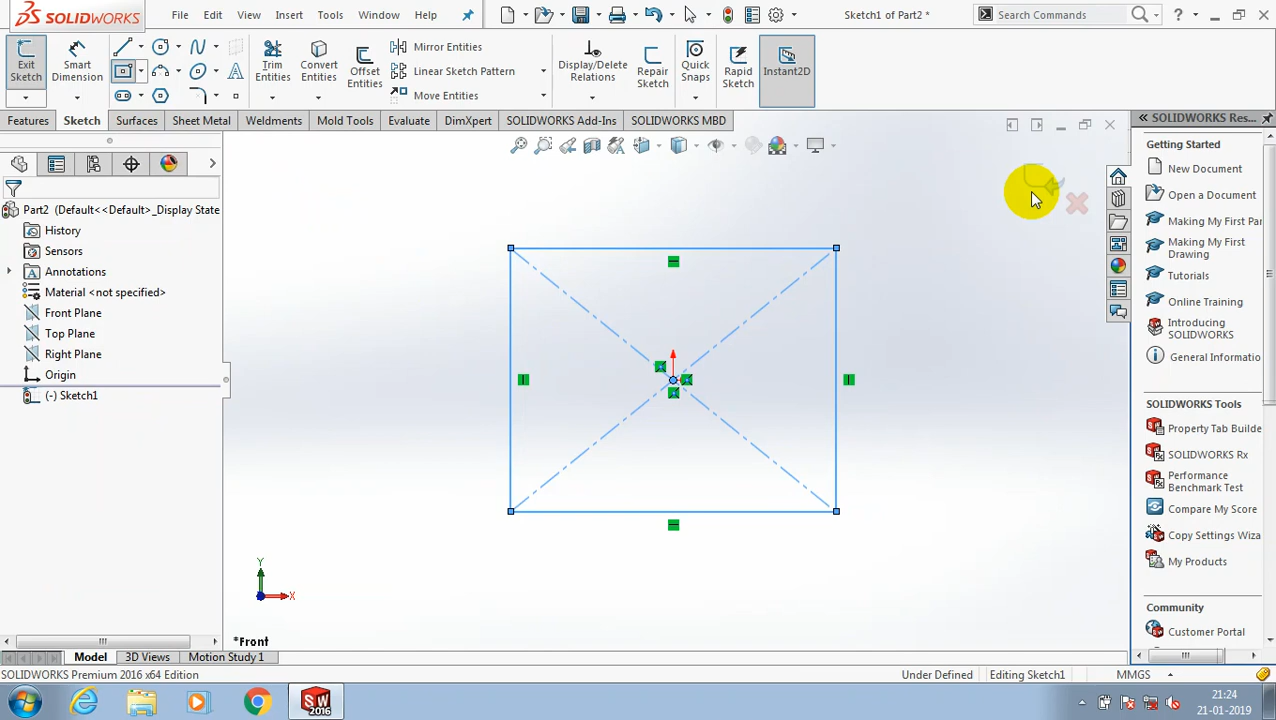 SOLIDWORKS
File
Edit
View
Insert
Tools
Window
Help
Sketch1 of Part2 *
Search Commands
?
Exit
Sketch
Smart
Dimension
Trim
Entities
Convert
Entities
Offset
Entities
Mirror Entities
Linear Sketch Pattern
Move Entities
Display/Delete
Relations
Repair
Sketch
Quick
Snaps
Rapid
Sketch
Instant2D
Features
Sketch
Surfaces
Sheet Metal
Weldments
Mold Tools
Evaluate
DimXpert
SOLIDWORKS Add-Ins
SOLIDWORKS MBD
Part2 (Default<<Default>_Display State
History
Sensors
Annotations
Material <not specified>
Front Plane
Top Plane
Right Plane
Origin
(-) Sketch1
Y
X
*Front
SOLIDWORKS Res...
Getting Started
New Document
Open a Document
Making My First Par
Making My First
Drawing
Tutorials
Online Training
Introducing
SOLIDWORKS
General Informatio
SOLIDWORKS Tools
Property Tab Builde
SOLIDWORKS Rx
Performance
Benchmark Test
Compare My Score
Copy Settings Wiza
My Products
Community
Customer Portal
Model
3D Views
Motion Study 1
SOLIDWORKS Premium 2016 x64 Edition
Under Defined
Editing Sketch1
MMGS
SW
2016
21:24
21-01-2019